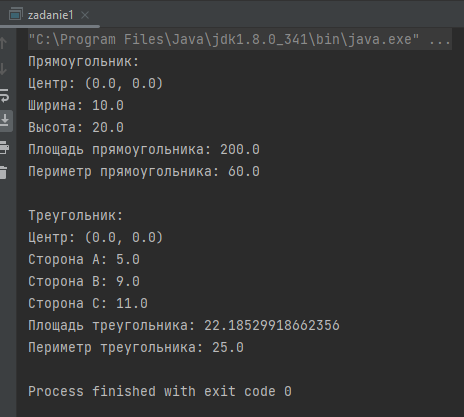 zadanie1
"C:\Program Files\Java\jdk1.8.0_341\bin\java.exe" ...
Прямоугольник:
Центр: (0.0, 0.0)
Ширина: 10.0
Высота: 20.0
Площадь прямоугольника: 200.0
Периметр прямоугольника: 60.0
Треугольник:
Центр: (0.0, 0.0)
Сторона A: 5.0
Сторона B: 9.0
Сторона C: 11.0
Площадь треугольника: 22.18529918662356
Периметр треугольника: 25.0
Process finished with exit code 0